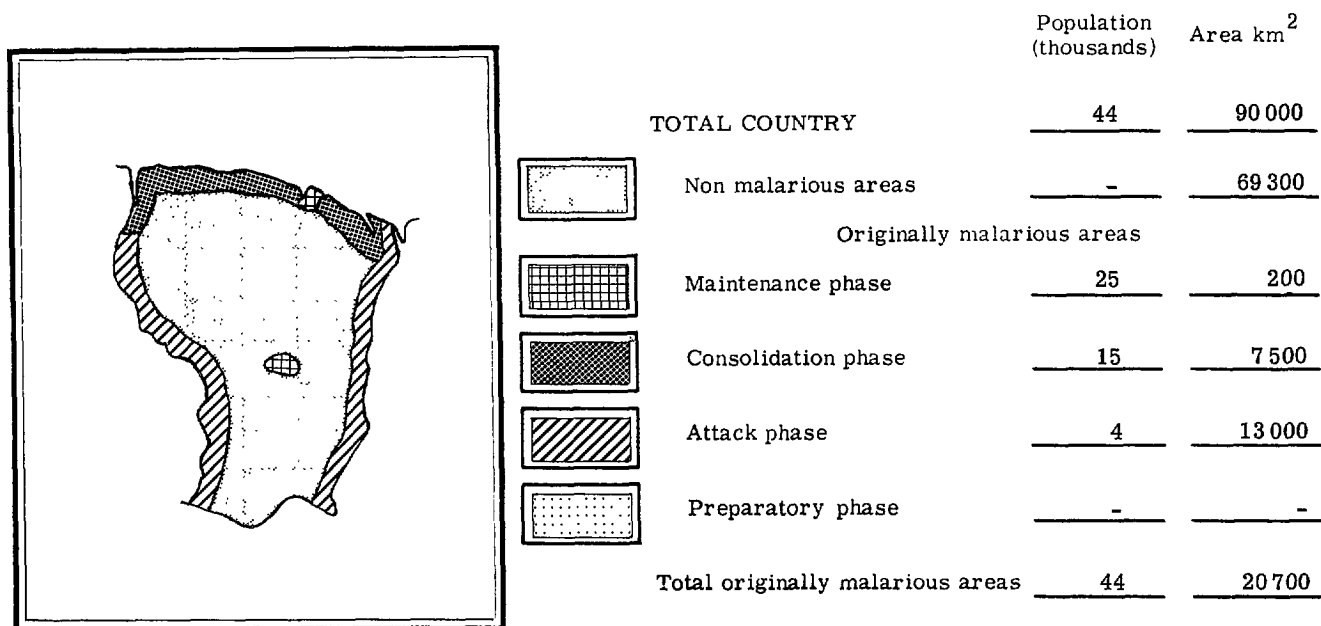 Population (thousands) Area km²
TOTAL COUNTRY 44 90 000
Non malarious areas - 69 300
Originally malarious areas
Maintenance phase 25 200
Consolidation phase 15 7 500
Attack phase 4 13 000
Preparatory phase - -
Total originally malarious areas 44 20 700